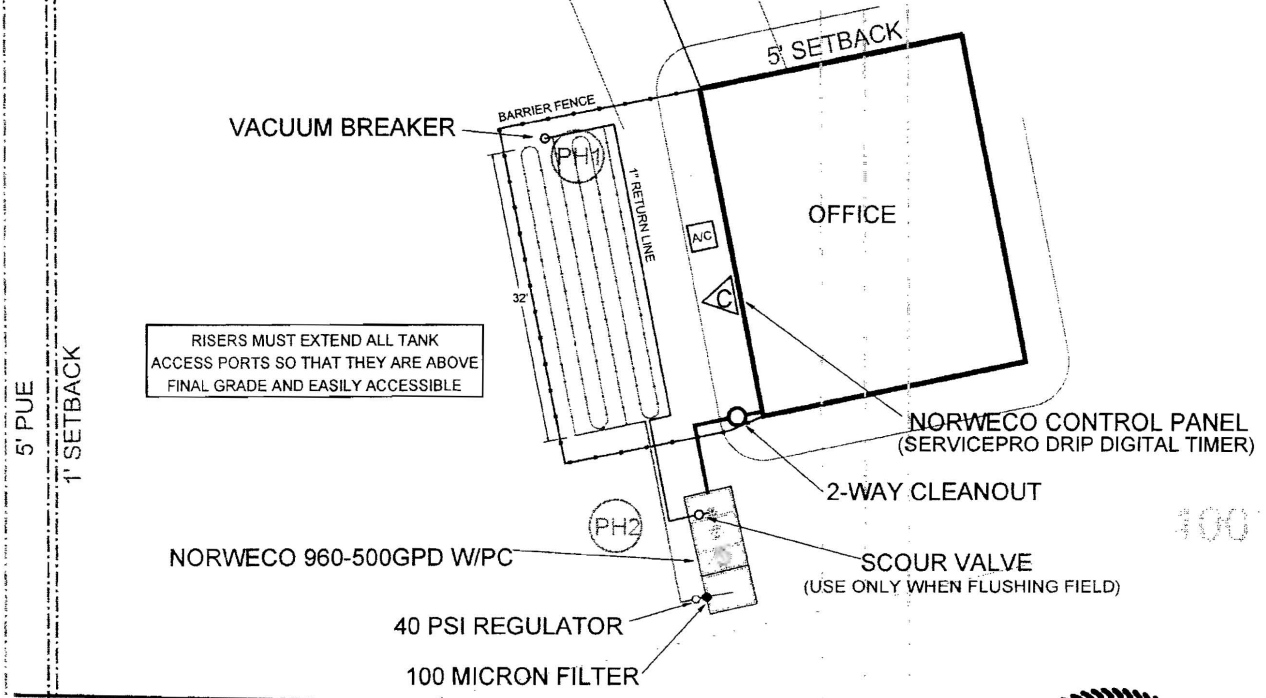 5' SETBACK
BARRIER FENCE
VACUUM BREAKER
PH1
1" RETURN LINE
OFFICE
A/C
C
32'
RISERS MUST EXTEND ALL TANK
ACCESS PORTS SO THAT THEY ARE ABOVE
FINAL GRADE AND EASILY ACCESSIBLE
5' PUE
1' SETBACK
NORWECO CONTROL PANEL
(SERVICEPRO DRIP DIGITAL TIMER)
2-WAY CLEANOUT
PH2
NORWECO 960-500GPD W/PC
SCOUR VALVE
(USE ONLY WHEN FLUSHING FIELD)
40 PSI REGULATOR
100 MICRON FILTER